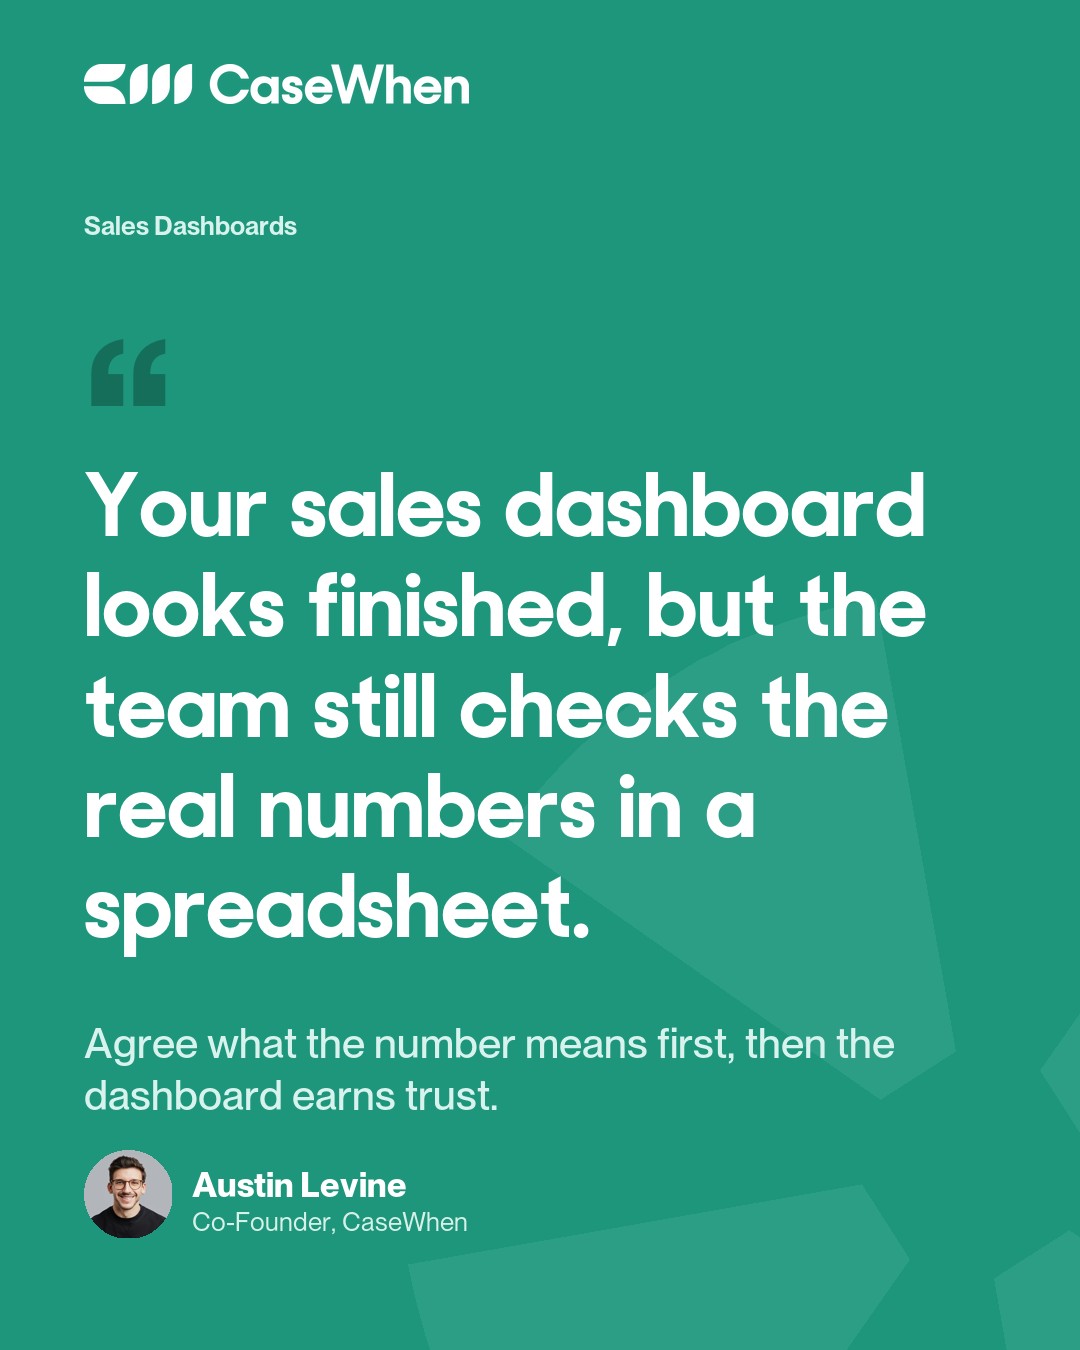 CaseWhen
Sales Dashboards
“
Your sales dashboard
looks finished, but the
team still checks the
real numbers in a
spreadsheet.
Agree what the number means first, then the
dashboard earns trust.
Austin Levine
Co-Founder, CaseWhen